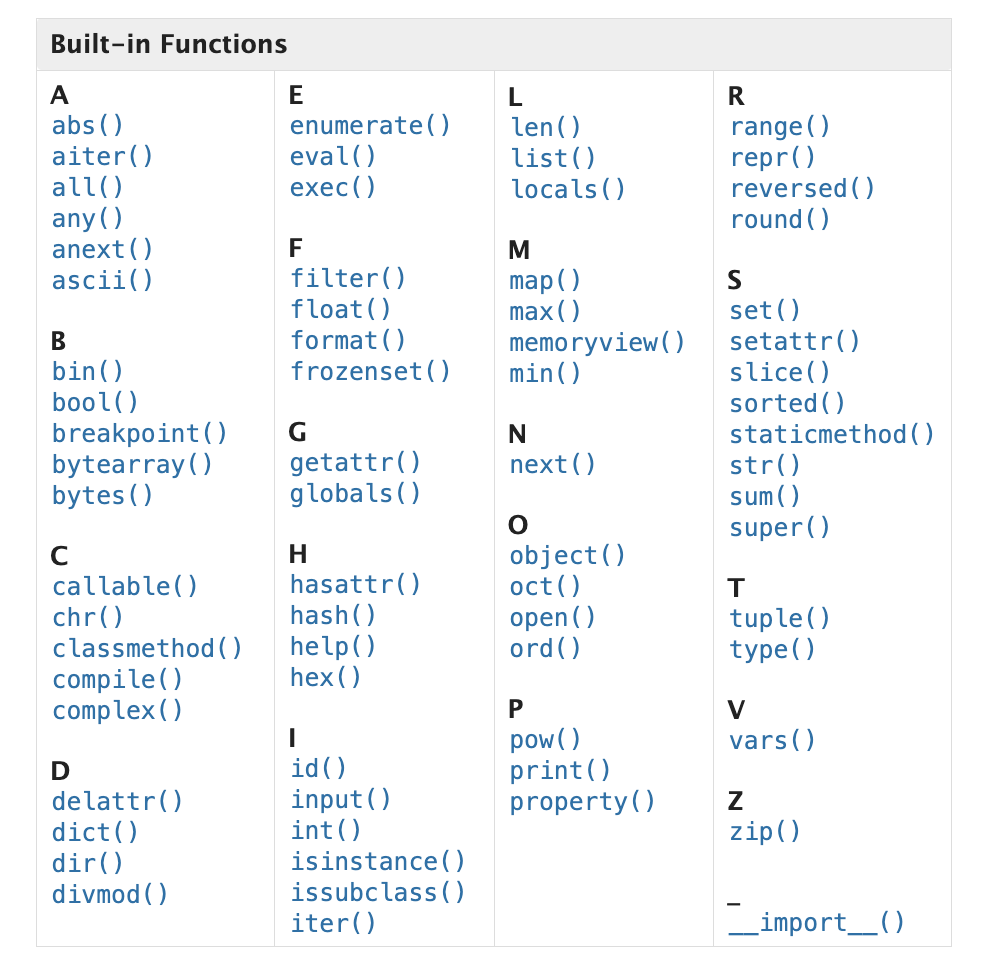 Built-in Functions
A
abs()
aiter()
all()
any()
anext()
ascii()
B
bin()
bool()
breakpoint()
bytearray()
bytes()
C
callable()
chr()
classmethod()
compile()
complex()
D
delattr()
dict()
dir()
divmod()
E
enumerate()
eval()
exec()
F
filter()
float()
format()
frozenset()
G
getattr()
globals()
H
hasattr()
hash()
help()
hex()
I
id()
input()
int()
isinstance()
issubclass()
iter()
L
len()
list()
locals()
M
map()
max()
memoryview()
min()
N
next()
O
object()
oct()
open()
ord()
P
pow()
print()
property()
R
range()
repr()
reversed()
round()
S
set()
setattr()
slice()
sorted()
staticmethod()
str()
sum()
super()
T
tuple()
type()
V
vars()
Z
zip()
_
__import__()